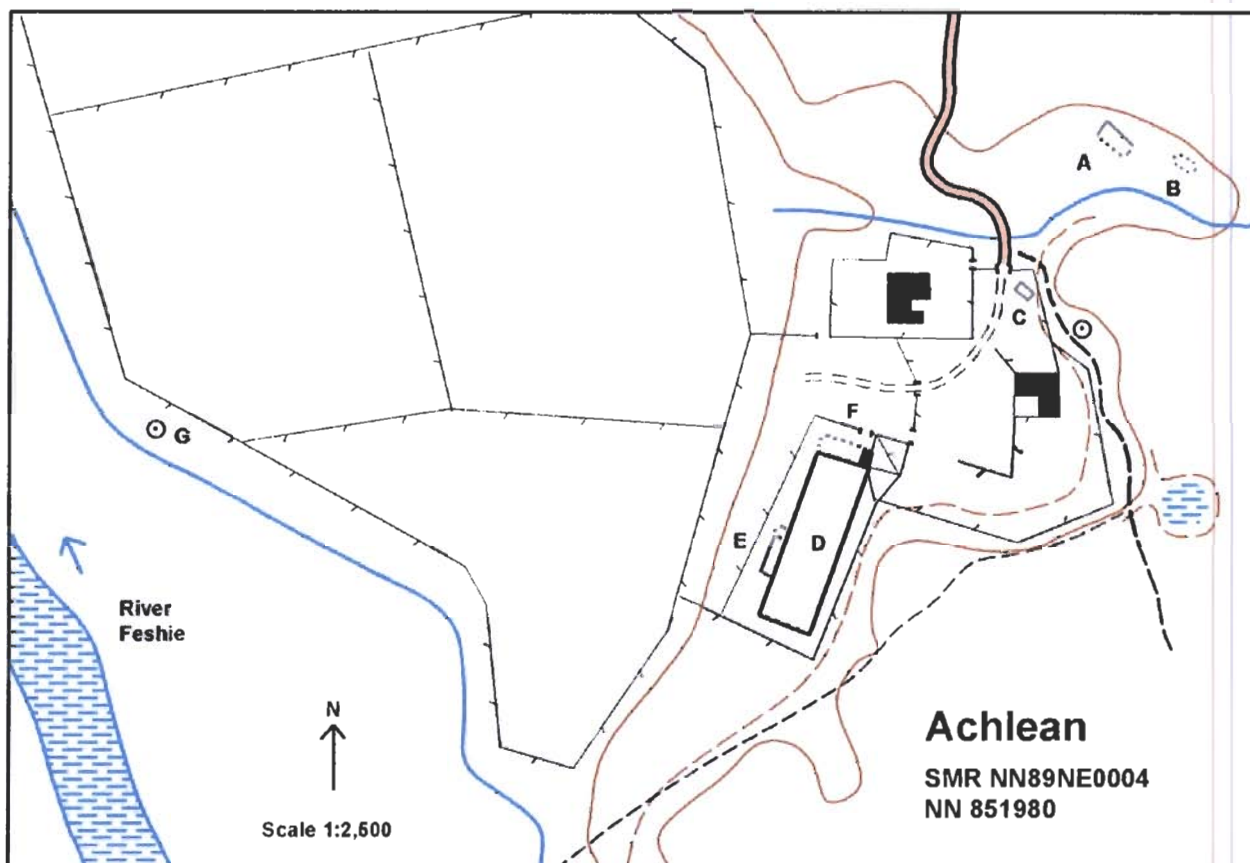 A
B
C
F
G
E
D
River
Feshie
N
Scale 1:2,500
Achlean
SMR NN89NE0004
NN 851980